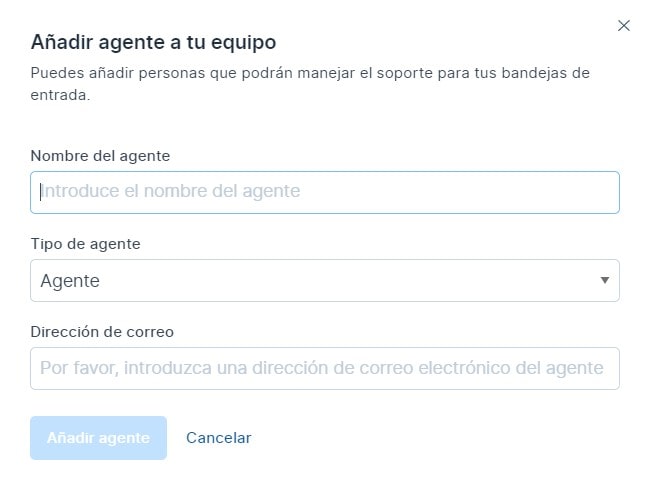 Añadir agente a tu equipo
Puedes añadir personas que podrán manejar el soporte para tus bandejas de
entrada.
Nombre del agente
Introduce el nombre del agente
Tipo de agente
Agente
Dirección de correo
Por favor, introduzca una dirección de correo electrónico del agente
Añadir agente Cancelar